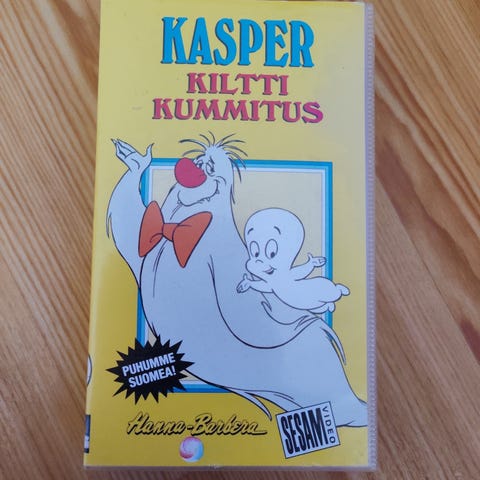 KASPER
KILTTI
KUMMITUS
PUHUMME
SUOMEA!
Hanna-Barbera
SESAM
VIDEO